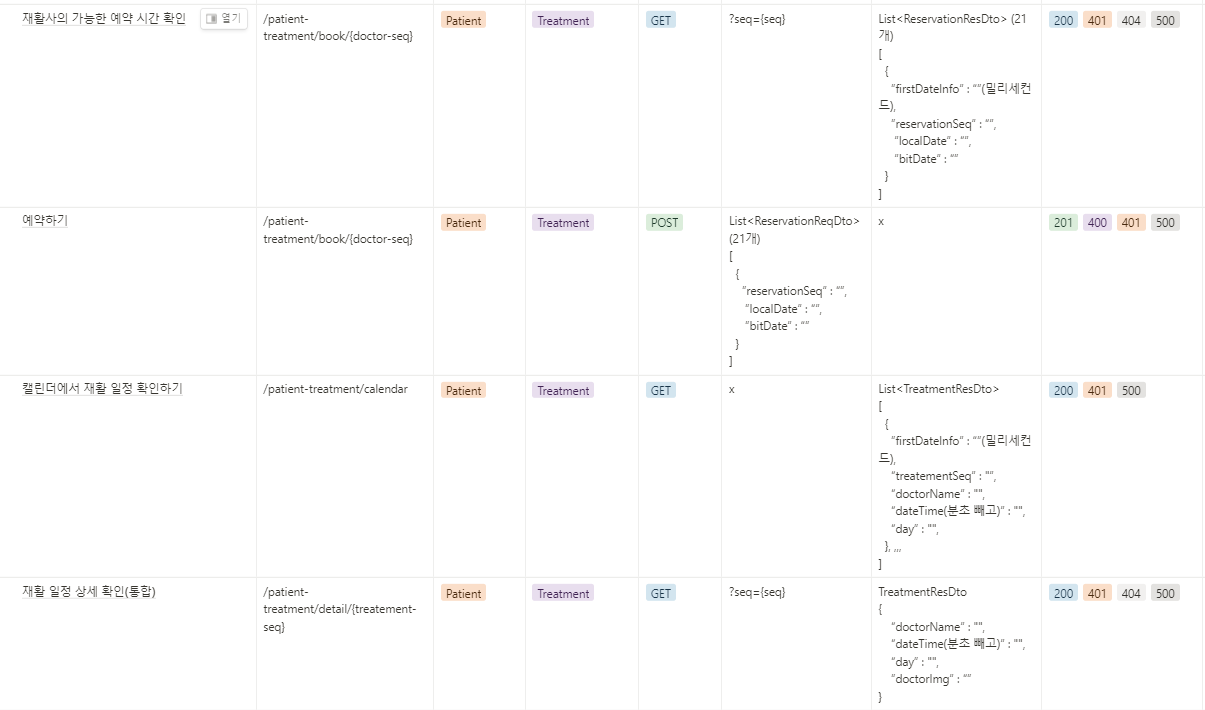 재활사의 가능한 예약 시간 확인
열기
/patient-
treatment/book/{doctor-seq}
Patient
Treatment
GET
?seq={seq}
List<ReservationResDto> (21
개)
[
{
“firstDateInfo” : “”(밀리세컨
드),
“reservationSeq” : “”,
“localDate” : “”,
“bitDate” : “”
}
]
200 401 404 500
예약하기
/patient-
treatment/book/{doctor-seq}
Patient
Treatment
POST
List<ReservationReqDto>
(21개)
[
{
“reservationSeq” : “”,
“localDate” : “”,
“bitDate” : “”
}
]
x
201 400 401 500
캘린더에서 재활 일정 확인하기
/patient-treatment/calendar
Patient
Treatment
GET
x
List<TreatmentResDto>
[
{
“firstDateInfo” : “”(밀리세컨
드),
“treatementSeq” : "",
“doctorName” : "",
“dateTime(분초 빼고)” : "",
“day” : "",
}, ,,,
]
200 401 500
재활 일정 상세 확인(통합)
/patient-
treatment/detail/{treatement-
seq}
Patient
Treatment
GET
?seq={seq}
TreatmentResDto
{
“doctorName” : "",
“dateTime(분초 빼고)” : "",
“day” : "",
“doctorImg” : “”
}
200 401 404 500